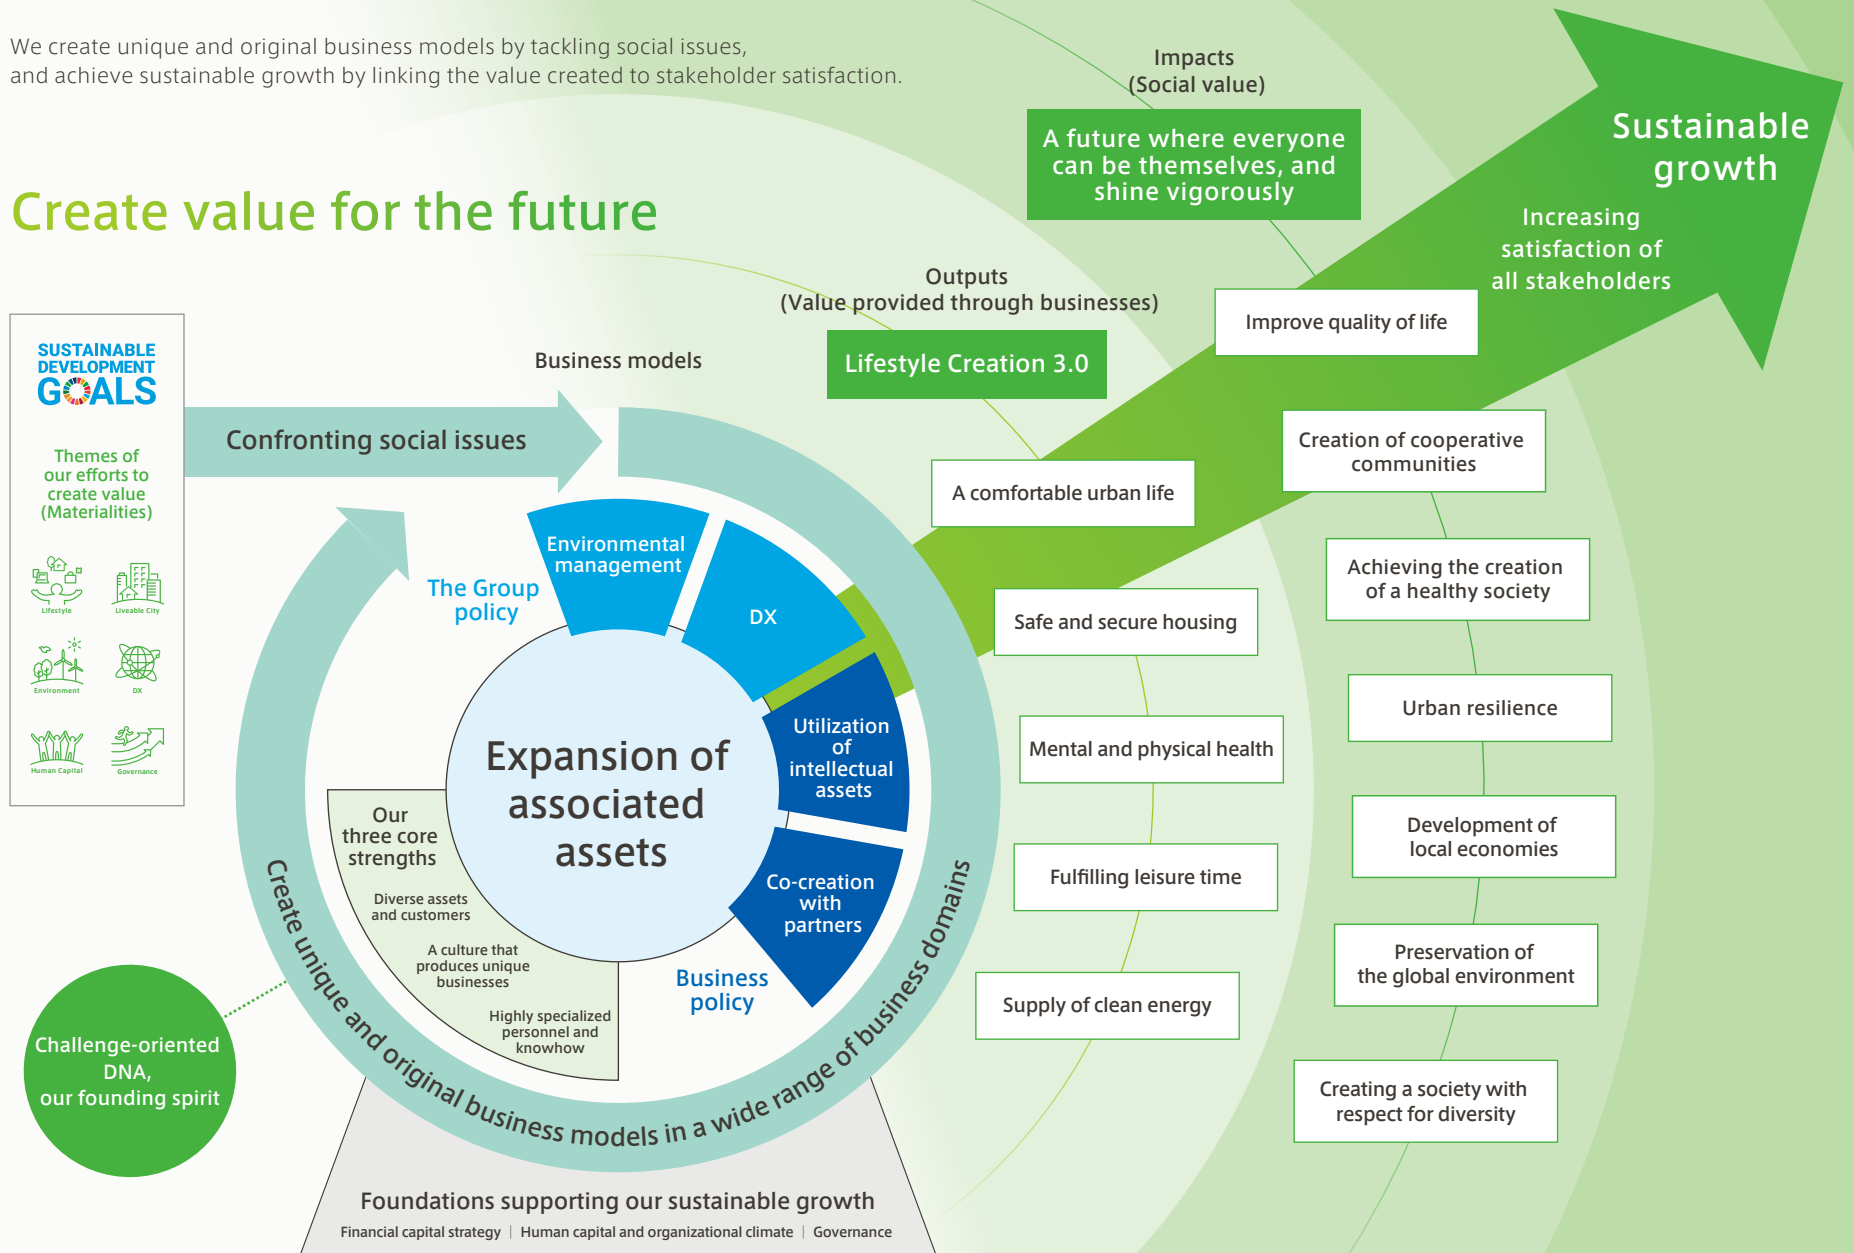 We create unique and original business models by tackling social issues,
and achieve sustainable growth by linking the value created to stakeholder satisfaction.
Create value for the future
SUSTAINABLE
DEVELOPMENT
GOALS
Themes of
our efforts to
create value
(Materialities)
Lifestyle
Liveable City
Environment
DX
Human Capital
Governance
Confronting social issues
Business models
The Group
policy
Environmental
management
DX
Utilization
of
intellectual
assets
Co-creation
with
partners
Business
policy
Expansion of
associated
assets
Our
three core
strengths
Diverse assets
and customers
A culture that
produces unique
businesses
Highly specialized
personnel and
knowhow
Create unique and original business models in a wide range of business domains
Challenge-oriented
DNA,
our founding spirit
Foundations supporting our sustainable growth
Financial capital strategy | Human capital and organizational climate | Governance
Outputs
(Value provided through businesses)
Lifestyle Creation 3.0
A comfortable urban life
Safe and secure housing
Mental and physical health
Fulfilling leisure time
Supply of clean energy
Impacts
(Social value)
A future where everyone
can be themselves, and
shine vigorously
Improve quality of life
Creation of cooperative
communities
Achieving the creation
of a healthy society
Urban resilience
Development of
local economies
Preservation of
the global environment
Creating a society with
respect for diversity
Sustainable
growth
Increasing
satisfaction of
all stakeholders